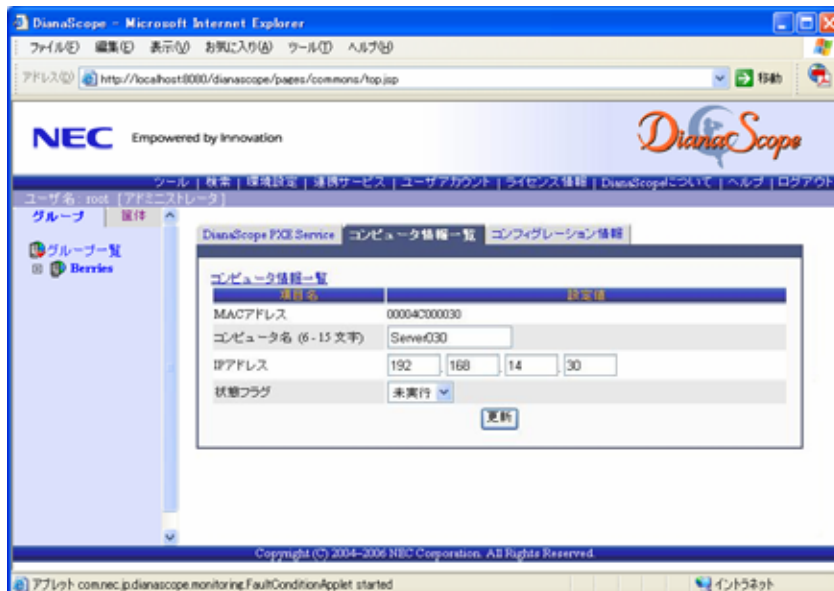 DianaScope - Microsoft Internet Explorer
ファイル(F) 編集(E) 表示(V) お気に入り(A) ツール(T) ヘルプ(H)
アドレス(D) http://localhost:8080/dianascope/pages/commons/top.jsp 移動
NEC Empowered by Innovation
DianaScope
ツール | 検索 | 環境設定 | 連携サービス | ユーザアカウント | ライセンス情報 | DianaScopeについて | ヘルプ | ログアウト
ユーザ名 : root [アドミニストレータ]
グループ 筐体
グループ一覧
Berries
DianaScope PXE Service コンピュータ情報一覧 コンフィグレーション情報
コンピュータ情報一覧
項目名 設定値
MACアドレス 00004C000030
コンピュータ名 (6-15 文字) Server030
IPアドレス 192 . 168 . 14 . 30
状態フラグ 未実行
更新
Copyright (C) 2004-2006 NEC Corporation. All Rights Reserved.
アプレット com.nec.jp.dianascope.monitoring.FaultConditionApplet started イントラネット